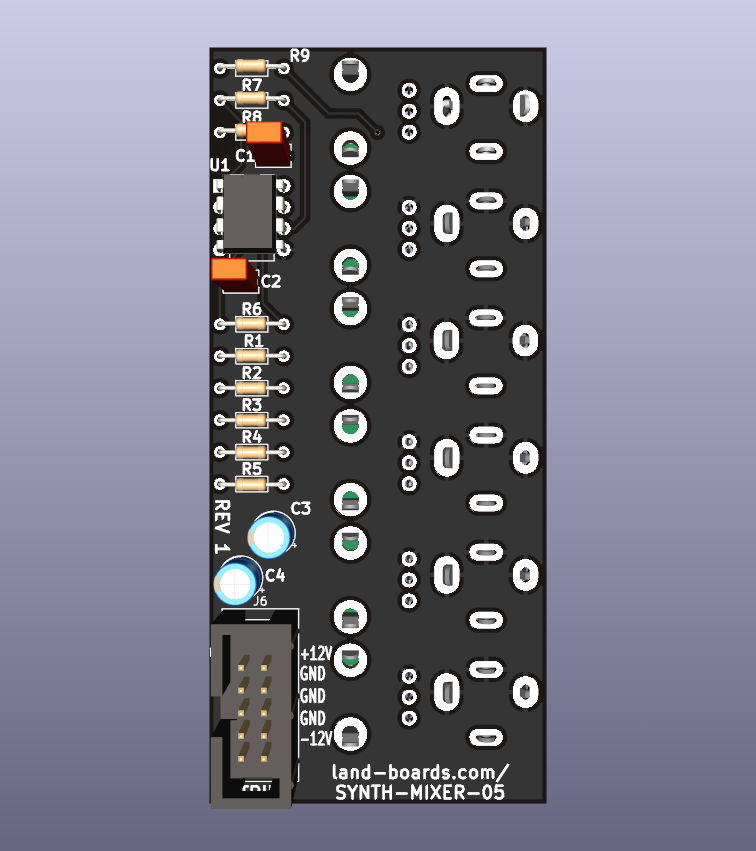 R9
R7
R8
C1
U1
C2
R6
R1
R2
R3
R4
R5
C3
REV 1
C4
J6
+12V
GND
GND
GND
-12V
land-boards.com/
SYNTH-MIXER-05